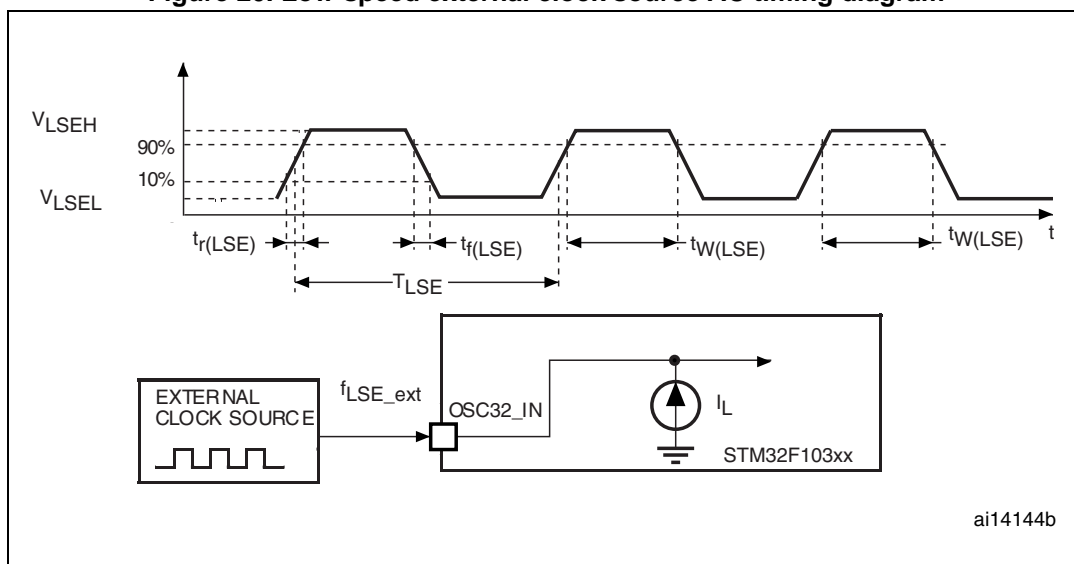 V_LSEH
90%
10%
V_LSEL
t_r(LSE)
t_f(LSE)
t_W(LSE)
t_W(LSE)
t
T_LSE
EXTERNAL
CLOCK SOURCE
f_LSE_ext
OSC32_IN
I_L
STM32F103xx
ai14144b